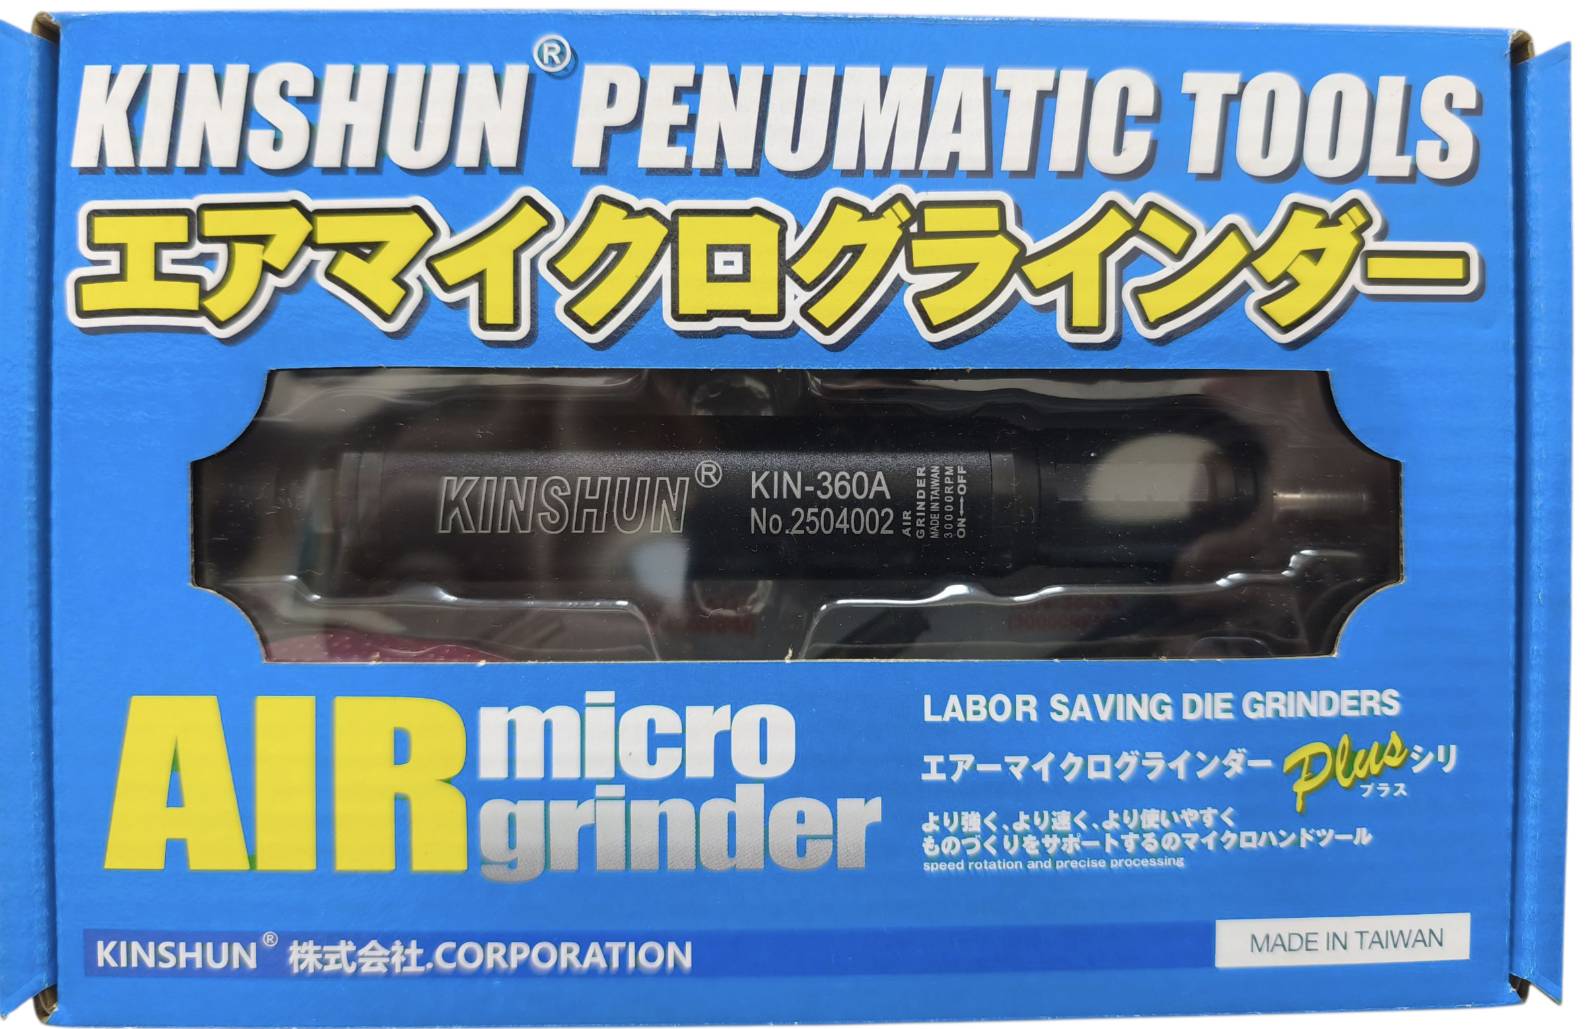 KINSHUN® PENUMATIC TOOLS
エアマイクログラインダー
KINSHUN®
KIN-360A
No.2504002
AIR
GRINDER
MADE IN TAIWAN
30000RPM
ON⟷OFF
AIR micro grinder
LABOR SAVING DIE GRINDERS
エアーマイクログラインダー Plus シリ
プラス
より強く、より速く、より使いやすく
ものづくりをサポートするのマイクロハンドツール
speed rotation and precise processing
KINSHUN® 株式会社.CORPORATION
MADE IN TAIWAN